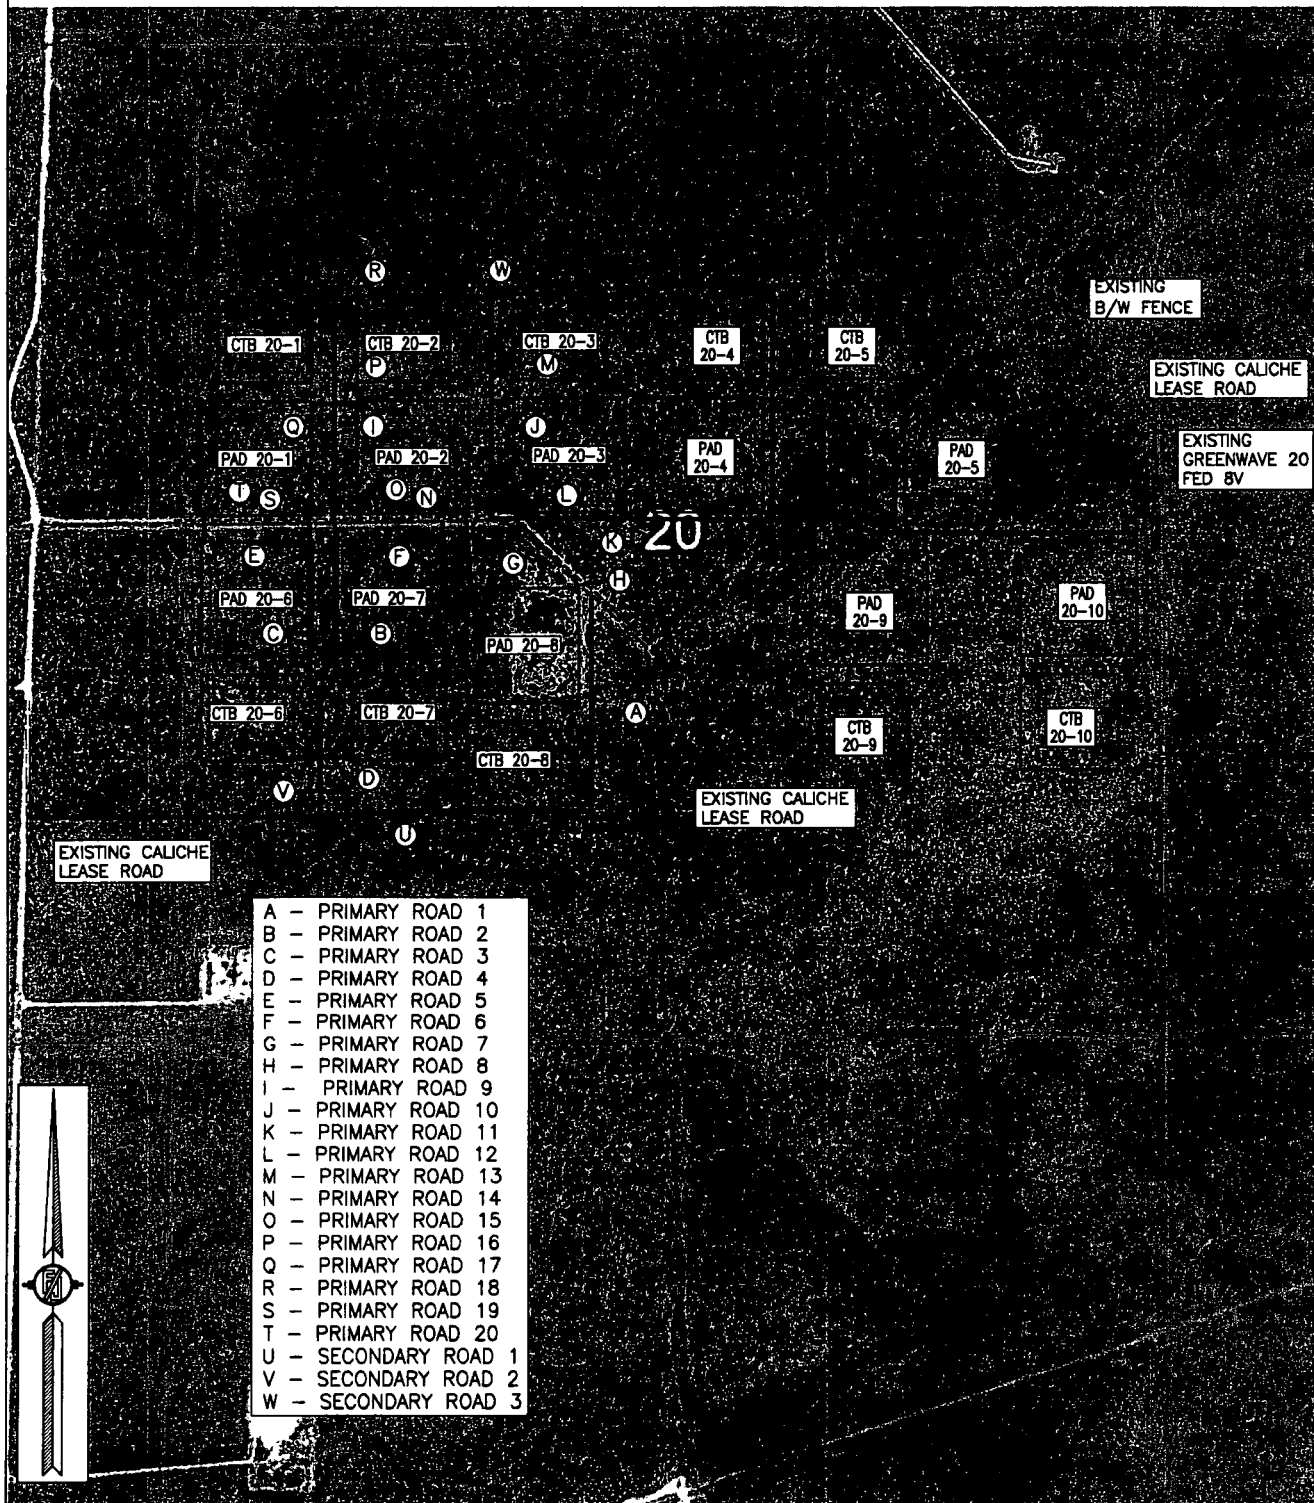 R
W
EXISTING
B/W FENCE
CTB 20-1
CTB 20-2
CTB 20-3
CTB
20-4
CTB
20-5
P
M
EXISTING CALICHE
LEASE ROAD
Q
I
J
PAD 20-1
PAD 20-2
PAD 20-3
PAD
20-4
PAD
20-5
EXISTING
GREENWAVE 20
FED 8V
T
S
O
N
L
20
K
E
F
G
H
PAD 20-6
PAD 20-7
PAD
20-9
PAD
20-10
C
B
PAD 20-8
CTB 20-6
CTB 20-7
A
CTB
20-9
CTB
20-10
CTB 20-8
V
D
EXISTING CALICHE
LEASE ROAD
U
EXISTING CALICHE
LEASE ROAD
A – PRIMARY ROAD 1
B – PRIMARY ROAD 2
C – PRIMARY ROAD 3
D – PRIMARY ROAD 4
E – PRIMARY ROAD 5
F – PRIMARY ROAD 6
G – PRIMARY ROAD 7
H – PRIMARY ROAD 8
I – PRIMARY ROAD 9
J – PRIMARY ROAD 10
K – PRIMARY ROAD 11
L – PRIMARY ROAD 12
M – PRIMARY ROAD 13
N – PRIMARY ROAD 14
O – PRIMARY ROAD 15
P – PRIMARY ROAD 16
Q – PRIMARY ROAD 17
R – PRIMARY ROAD 18
S – PRIMARY ROAD 19
T – PRIMARY ROAD 20
U – SECONDARY ROAD 1
V – SECONDARY ROAD 2
W – SECONDARY ROAD 3